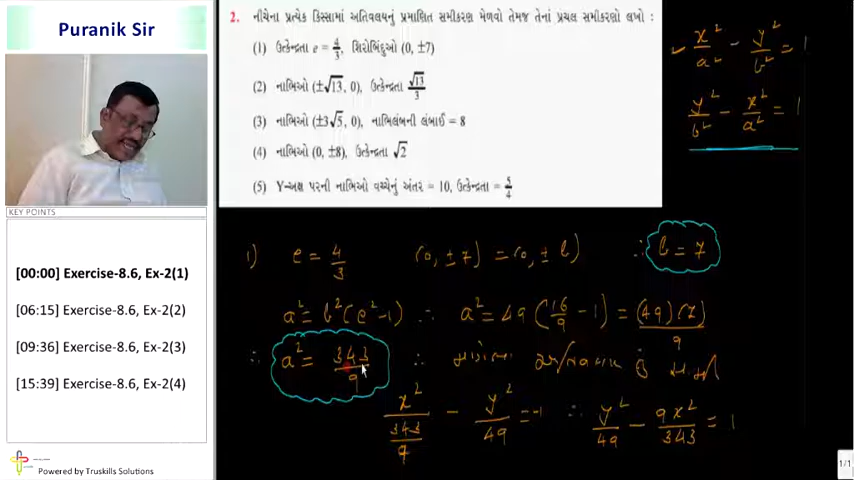 Puranik Sir
KEY POINTS
[00:00] Exercise-8.6, Ex-2(1)
[06:15] Exercise-8.6, Ex-2(2)
[09:36] Exercise-8.6, Ex-2(3)
[15:39] Exercise-8.6, Ex-2(4)
Powered by Truskills Solutions
2. નીચેના પ્રત્યેક કિસ્સામાં અતિવલયનું પ્રમાણિત સમીકરણ મેળવો તેમજ તેનાં પ્રચલ સમીકરણો લખો :
(1) ઉત્કેન્દ્રતા e = 4/3, શિરોબિંદુઓ (0, ±7)
(2) નાભિઓ (±√13, 0), ઉત્કેન્દ્રતા √13/3
(3) નાભિઓ (±3√5, 0), નાભિલંબની લંબાઈ = 8
(4) નાભિઓ (0, ±8), ઉત્કેન્દ્રતા √2
(5) Y-અક્ષ પરની નાભિઓ વચ્ચેનું અંતર = 10, ઉત્કેન્દ્રતા = 5/4
x²/a² - y²/b² = 1
y²/b² - x²/a² = 1
1) e = 4/3 (0, ±7) = (0, ± b) ∴ b = 7
a² = b²(e²-1) ∴ a² = 49(16/9 - 1) = (49)(7)/9
∴ a² = 343/9 ∴
x²/(343/9) - y²/49 = -1 ∴ y²/49 - 9x²/343 = 1
1/1